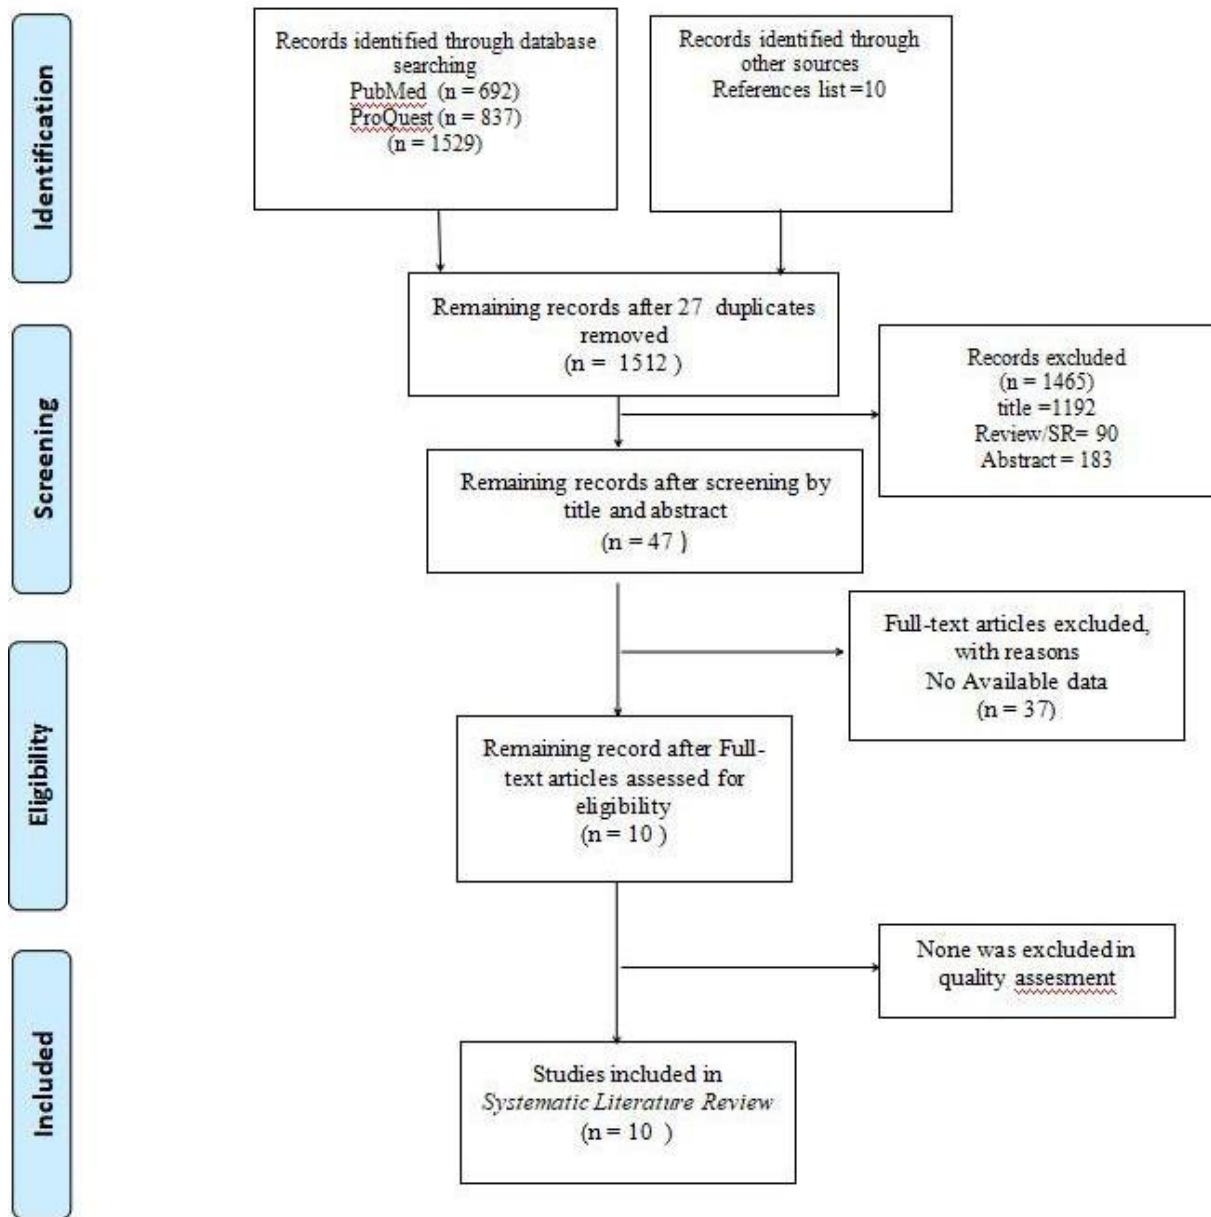 Identification
Records identified through database
searching
PubMed (n = 692)
ProQuest (n = 837)
(n = 1529)
Records identified through
other sources
References list =10
Remaining records after 27 duplicates
removed
(n = 1512 )
Screening
Records excluded
(n = 1465)
title =1192
Review/SR= 90
Abstract = 183
Remaining records after screening by
title and abstract
(n = 47 )
Eligibility
Full-text articles excluded,
with reasons
No Available data
(n = 37)
Remaining record after Full-
text articles assessed for
eligibility
(n = 10 )
Included
None was excluded in
quality assesment
Studies included in
Systematic Literature Review
(n = 10 )